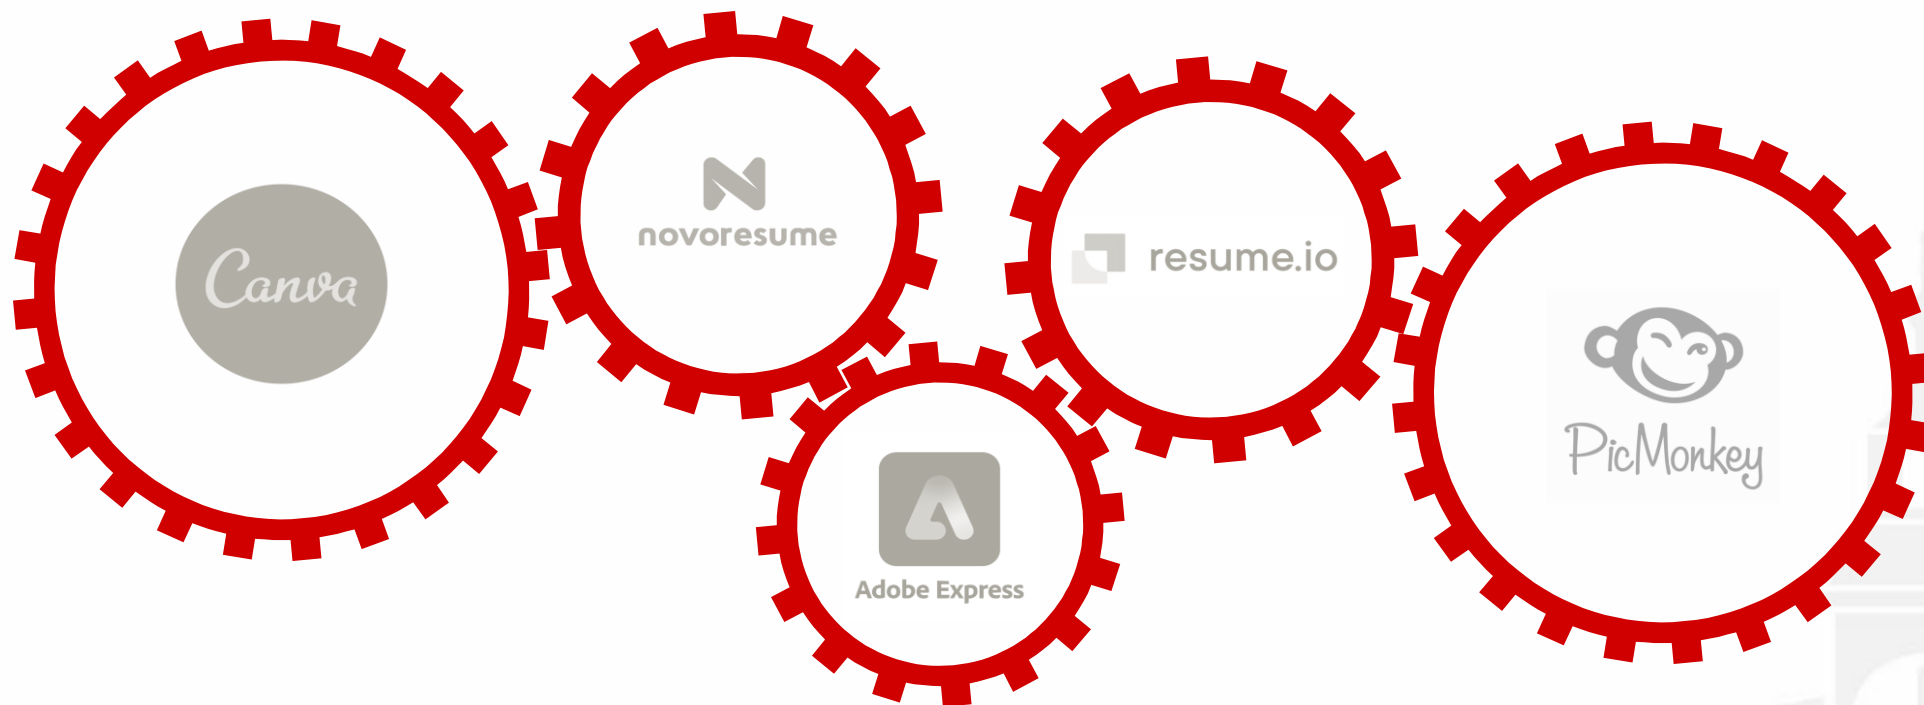 Canva
novoresume
resume.io
Adobe Express
PicMonkey